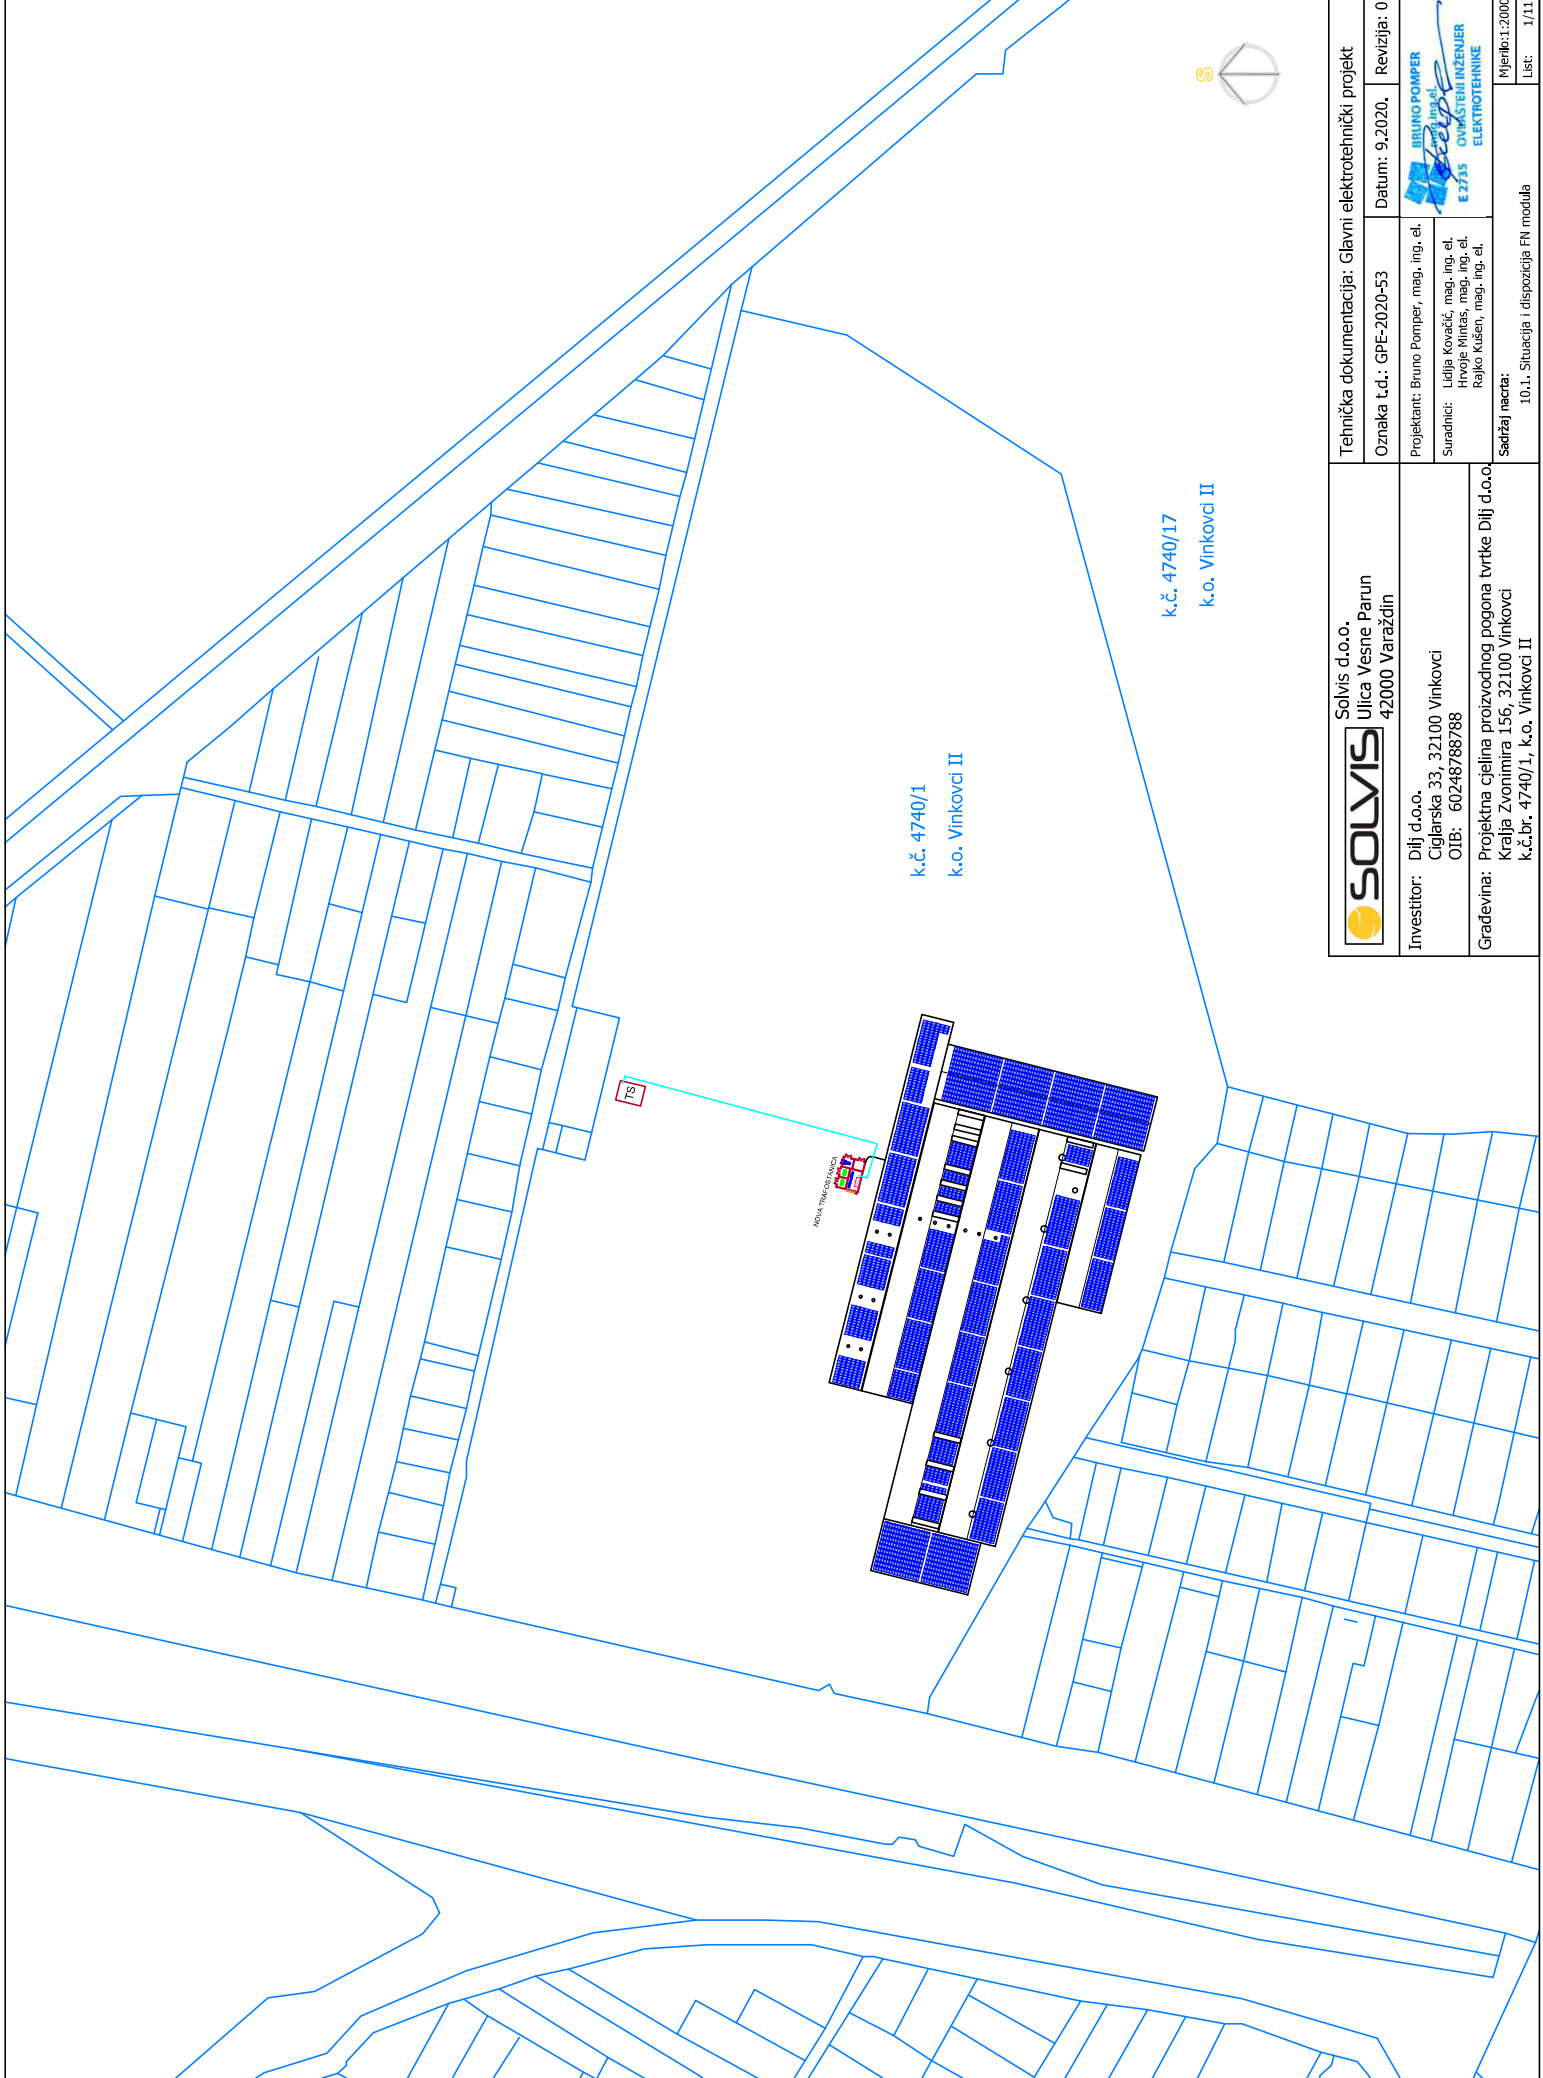 S
TS
NOVA TRAFOSTANICA
k.č. 4740/1
k.o. Vinkovci II
k.č. 4740/17
k.o. Vinkovci II
SOLVIS
Solvis d.o.o.
Ulica Vesne Parun
42000 Varaždin
Investitor: Dilj d.o.o.
Ciglarska 33, 32100 Vinkovci
OIB: 60248788788
Građevina: Projektna cjelina proizvodnog pogona tvrtke Dilj d.o.o.
Kralja Zvonimira 156, 32100 Vinkovci
k.č.br. 4740/1, k.o. Vinkovci II
Tehnička dokumentacija: Glavni elektrotehnički projekt
Oznaka t.d.: GPE-2020-53
Datum: 9.2020.
Revizija: 0
Projektant: Bruno Pomper, mag. ing. el.
Suradnici: Lidija Kovačić, mag. ing. el.
Hrvoje Mintas, mag. ing. el.
Rajko Kušen, mag. ing. el.
BRUNO POMPER
mag.ing.el.
E 2735 OVLAŠTENI INŽENJER
ELEKTROTEHNIKE
Sadržaj nacrta:
10.1. Situacija i dispozicija FN modula
Mjerilo:1:2000
List: 1/11